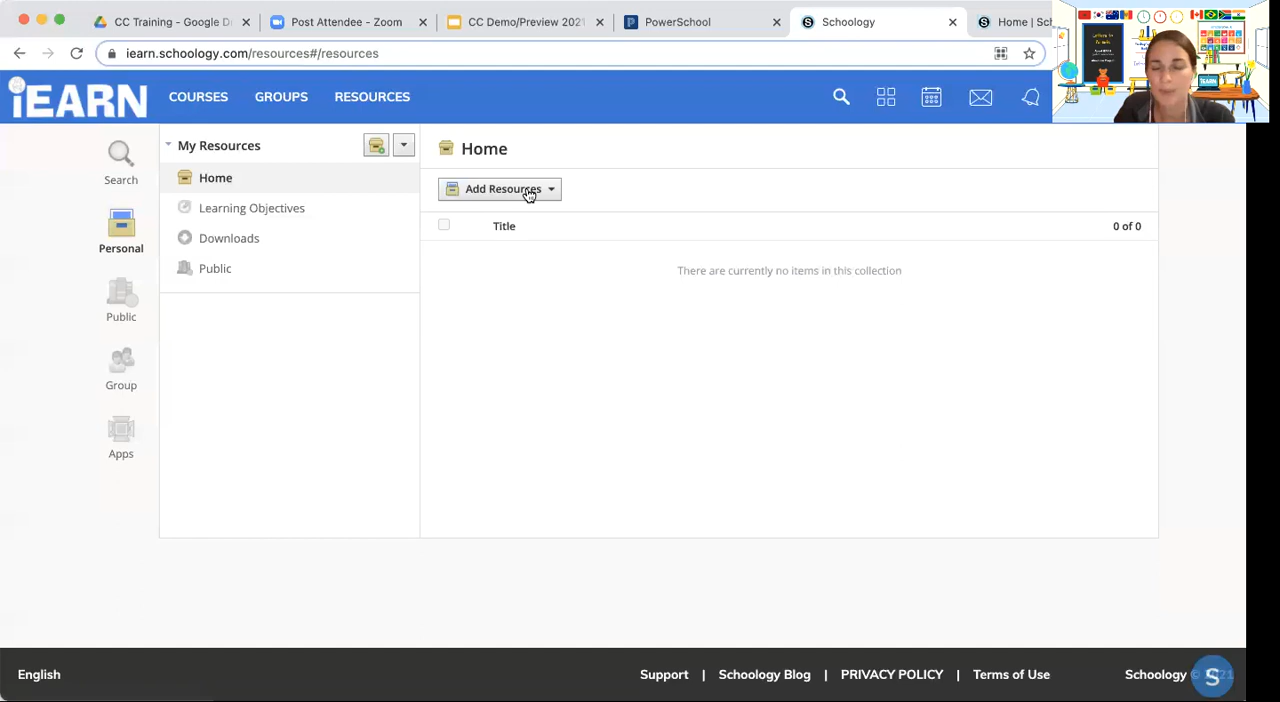 CC Training - Google D
Post Attendee - Zoom
CC Demo/Preview 2021
PowerSchool
Schoology
Home | Sch
iearn.schoology.com/resources#/resources
iEARN
COURSES
GROUPS
RESOURCES
Search
Personal
Public
Group
Apps
My Resources
Home
Learning Objectives
Downloads
Public
Home
Add Resources
Title
0 of 0
There are currently no items in this collection
English
Support | Schoology Blog | PRIVACY POLICY | Terms of Use
Schoology © 2021
S